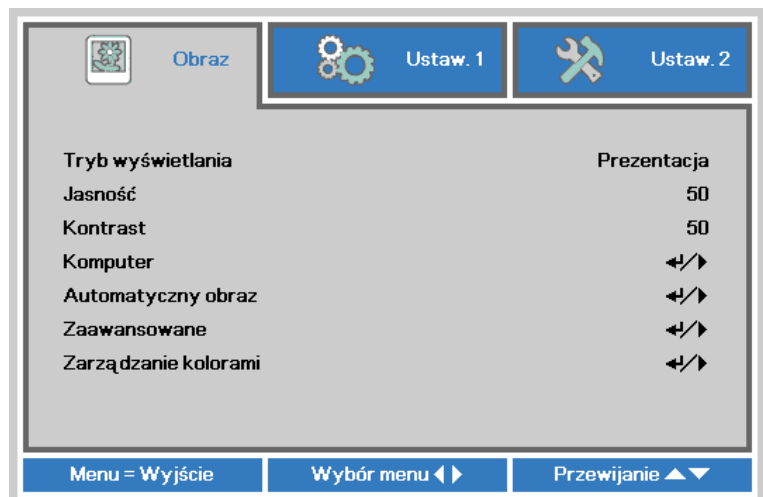 Obraz Ustaw. 1 Ustaw. 2
Tryb wyświetlania Prezentacja
Jasność 50
Kontrast 50
Komputer ↵/▶
Automatyczny obraz ↵/▶
Zaawansowane ↵/▶
Zarządzanie kolorami ↵/▶
Menu = Wyjście Wybór menu ◀▶ Przewijanie ▲▼